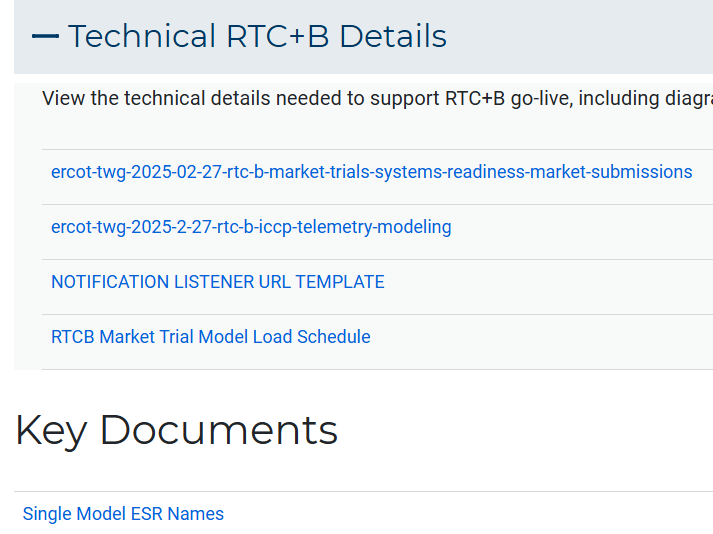 — Technical RTC+B Details
View the technical details needed to support RTC+B go-live, including
ercot-twg-2025-02-27-rtc-b-market-trials-systems-readiness-market-submissions
ercot-twg-2025-2-27-rtc-b-iccp-telemetry-modeling
NOTIFICATION LISTENER URL TEMPLATE
RTCB Market Trial Model Load Schedule
Key Documents
Single Model ESR Names